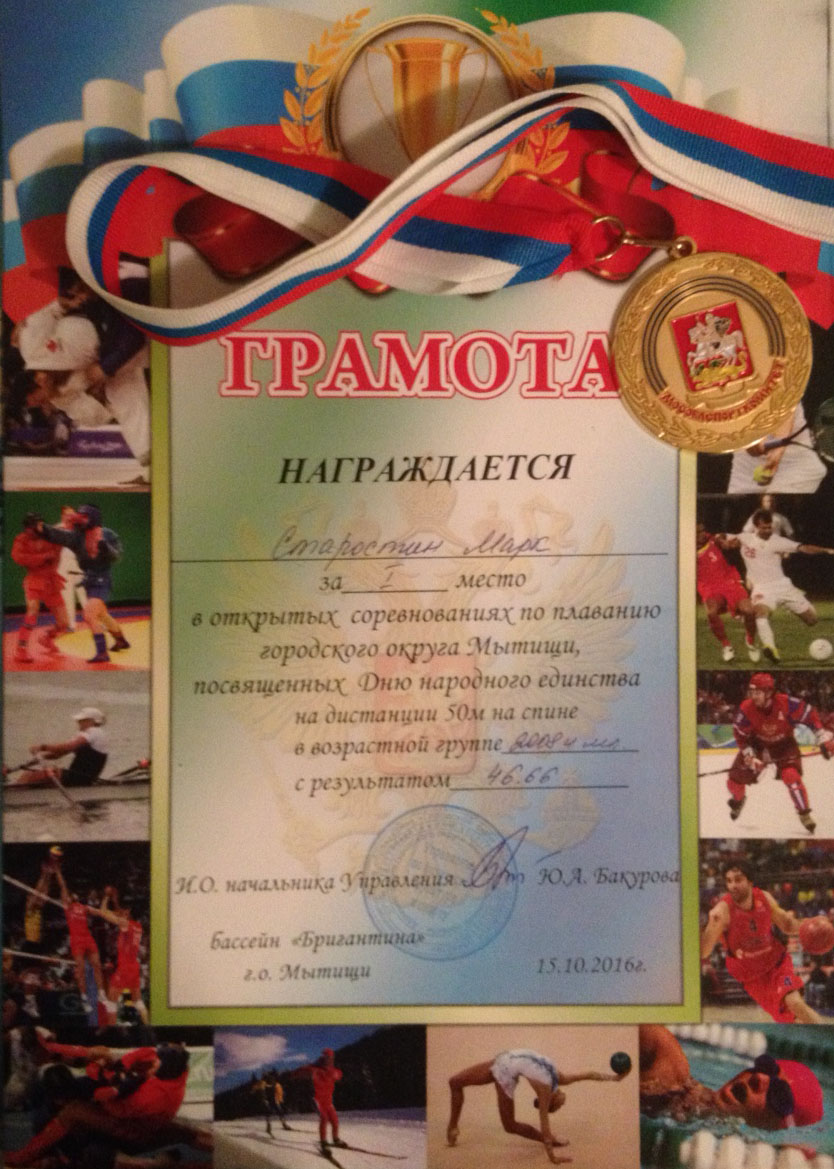 ГРАМОТА
Мособлспорткомитет
НАГРАЖДАЕТСЯ
Старостин Марк
за I место
в открытых соревнованиях по плаванию
городского округа Мытищи,
посвященных Дню народного единства
на дистанции 50м на спине
в возрастной группе 2008 и мл.
с результатом 46.66
И.О. начальника Управления Ю.А. Бакурова
бассейн «Бригантина»
г.о. Мытищи
15.10.2016г.